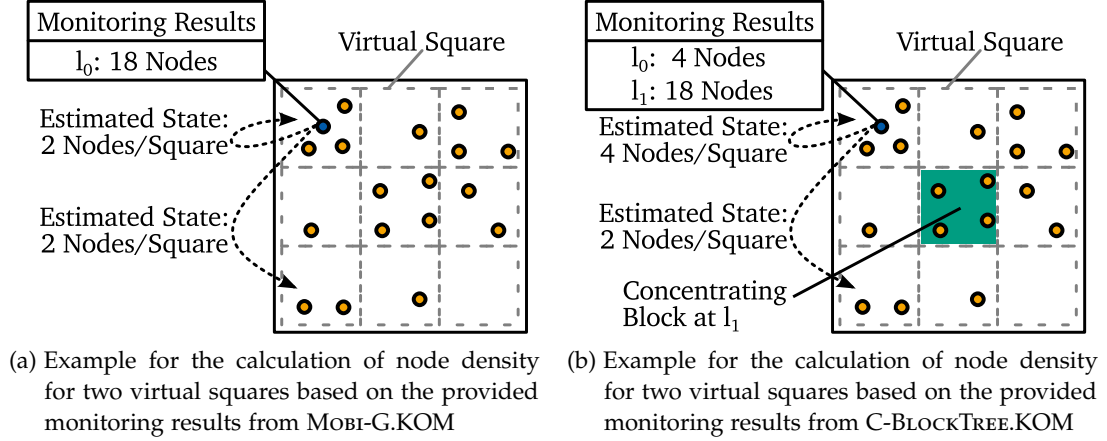 Monitoring Results
l0: 18 Nodes
Virtual Square
Estimated State:
2 Nodes/Square
Estimated State:
2 Nodes/Square
(a) Example for the calculation of node density
for two virtual squares based on the provided
monitoring results from MOBI-G.KOM
Monitoring Results
l0: 4 Nodes
l1: 18 Nodes
Virtual Square
Estimated State:
4 Nodes/Square
Estimated State:
2 Nodes/Square
Concentrating
Block at l1
(b) Example for the calculation of node density
for two virtual squares based on the provided
monitoring results from C-BLOCKTREE.KOM